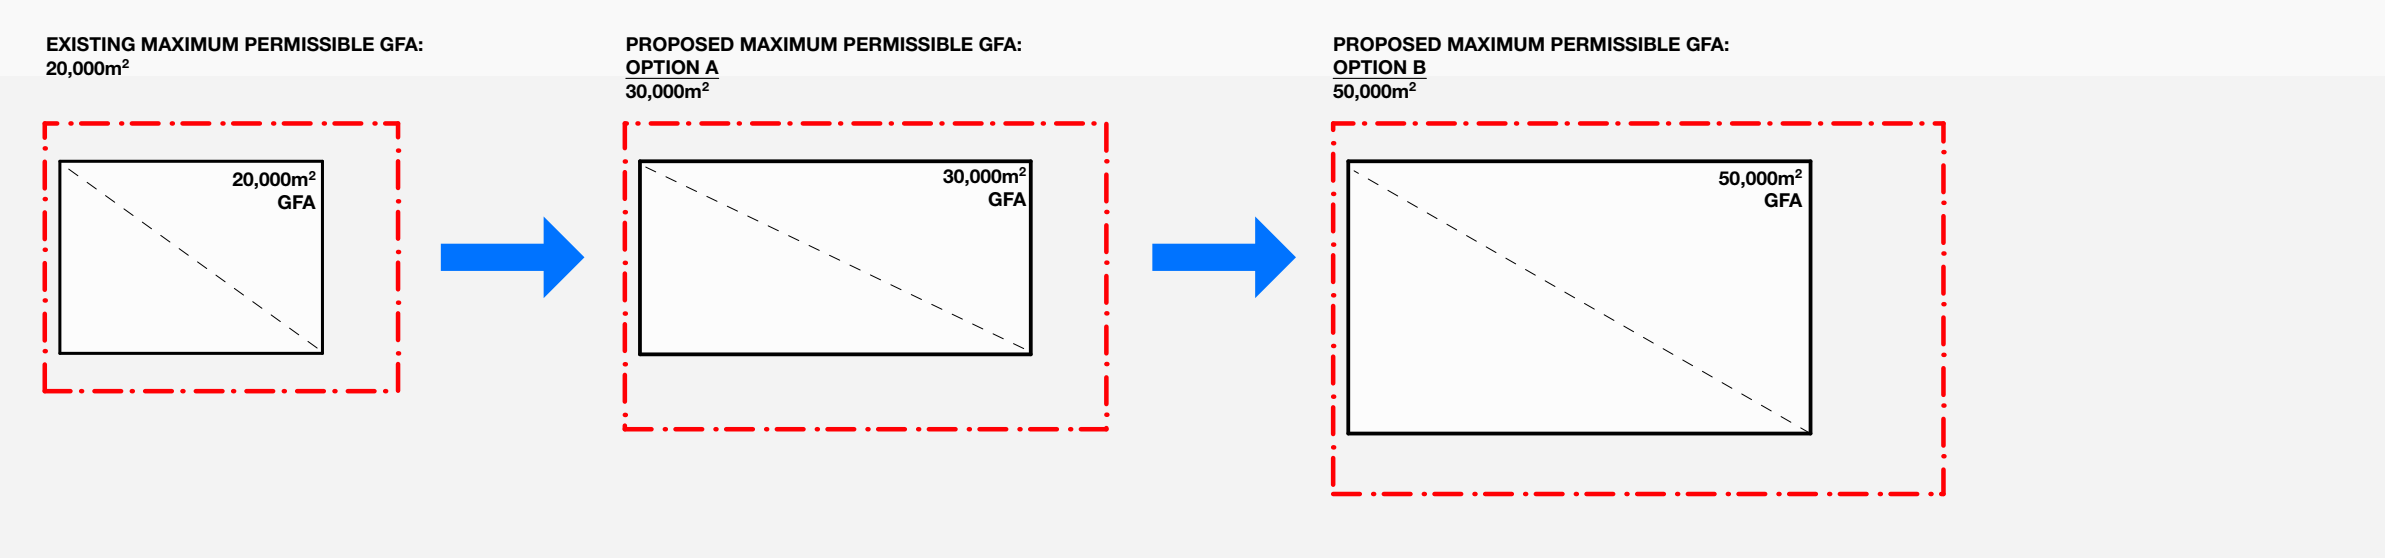 EXISTING MAXIMUM PERMISSIBLE GFA:
20,000m²
20,000m²
GFA
PROPOSED MAXIMUM PERMISSIBLE GFA:
OPTION A
30,000m²
30,000m²
GFA
PROPOSED MAXIMUM PERMISSIBLE GFA:
OPTION B
50,000m²
50,000m²
GFA